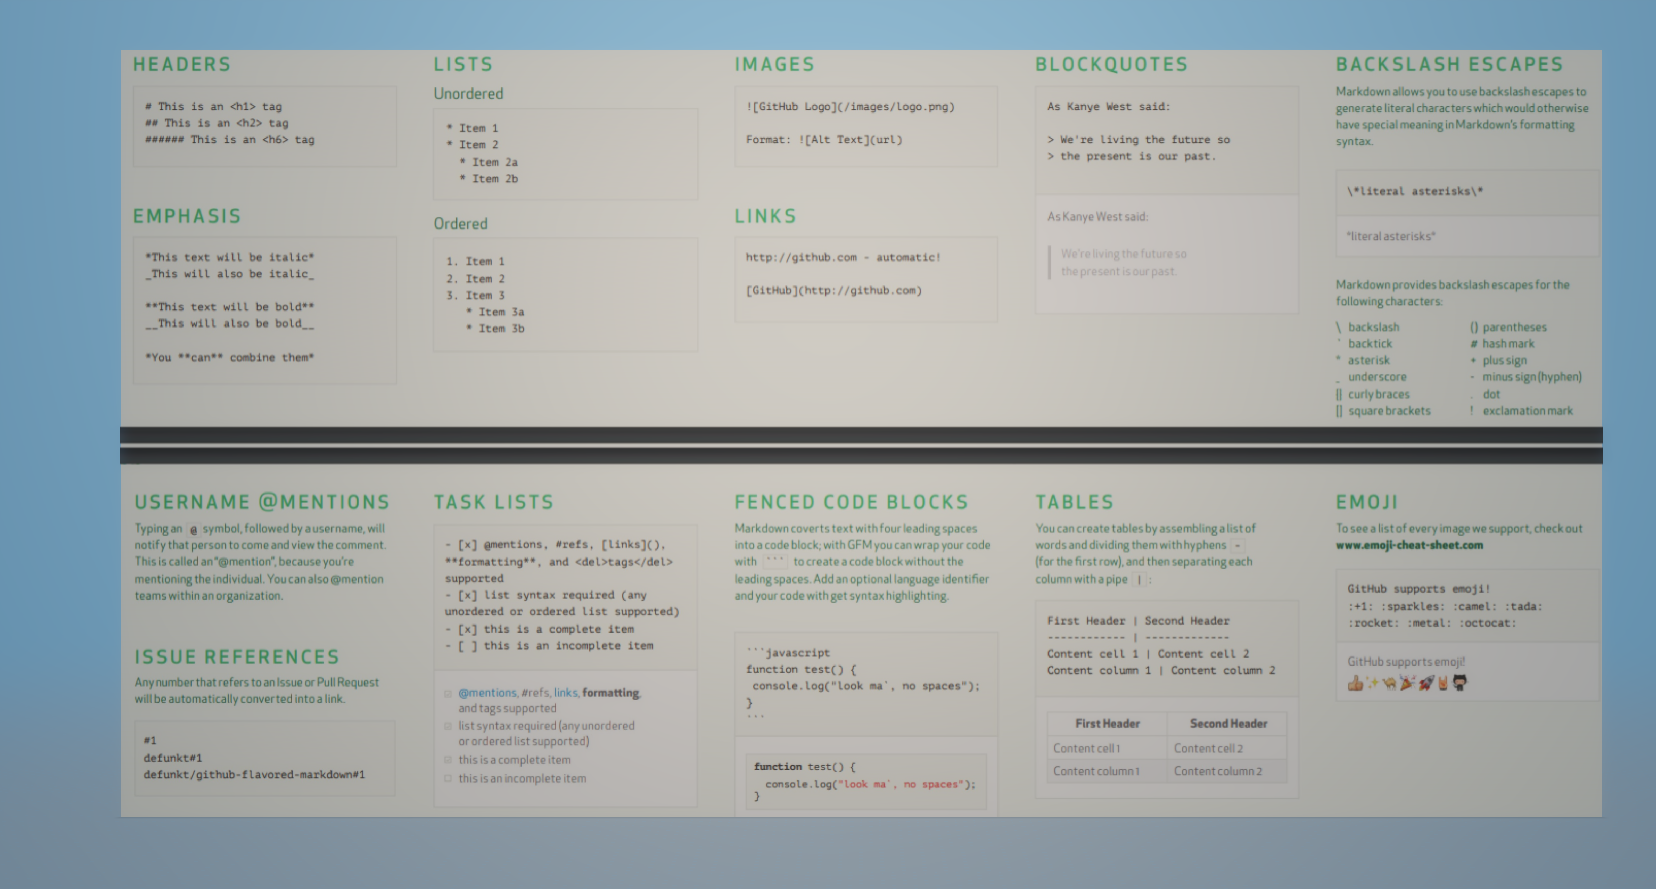 HEADERS
# This is an <h1> tag
## This is an <h2> tag
###### This is an <h6> tag
EMPHASIS
*This text will be italic*
_This will also be italic_
**This text will be bold**
__This will also be bold__
*You **can** combine them*
LISTS
Unordered
* Item 1
* Item 2
  * Item 2a
  * Item 2b
Ordered
1. Item 1
2. Item 2
3. Item 3
   * Item 3a
   * Item 3b
IMAGES
![GitHub Logo](/images/logo.png)
Format: ![Alt Text](url)
LINKS
http://github.com - automatic!
[GitHub](http://github.com)
BLOCKQUOTES
As Kanye West said:
> We're living the future so
> the present is our past.
As Kanye West said:
We're living the future so
the present is our past.
BACKSLASH ESCAPES
Markdown allows you to use backslash escapes to
generate literal characters which would otherwise
have special meaning in Markdown's formatting
syntax.
\*literal asterisks\*
*literal asterisks*
Markdown provides backslash escapes for the
following characters:
\ backslash
` backtick
* asterisk
_ underscore
{} curly braces
[] square brackets
() parentheses
# hash mark
+ plus sign
- minus sign (hyphen)
. dot
! exclamation mark
USERNAME @MENTIONS
Typing an @ symbol, followed by a username, will
notify that person to come and view the comment.
This is called an "@mention", because you're
mentioning the individual. You can also @mention
teams within an organization.
ISSUE REFERENCES
Any number that refers to an Issue or Pull Request
will be automatically converted into a link.
#1
defunkt#1
defunkt/github-flavored-markdown#1
TASK LISTS
- [x] @mentions, #refs, [links](),
**formatting**, and <del>tags</del>
supported
- [x] list syntax required (any
unordered or ordered list supported)
- [x] this is a complete item
- [ ] this is an incomplete item
@mentions, #refs, links, formatting,
and tags supported
list syntax required (any unordered
or ordered list supported)
this is a complete item
this is an incomplete item
FENCED CODE BLOCKS
Markdown coverts text with four leading spaces
into a code block; with GFM you can wrap your code
with ``` to create a code block without the
leading spaces. Add an optional language identifier
and your code with get syntax highlighting.
```javascript
function test() {
 console.log("look ma`, no spaces");
}
```
function test() {
  console.log("look ma`, no spaces");
}
TABLES
You can create tables by assembling a list of
words and dividing them with hyphens -
(for the first row), and then separating each
column with a pipe | :
First Header | Second Header
------------ | -------------
Content cell 1 | Content cell 2
Content column 1 | Content column 2
First Header Second Header
Content cell 1 Content cell 2
Content column 1 Content column 2
EMOJI
To see a list of every image we support, check out
www.emoji-cheat-sheet.com
GitHub supports emoji!
:+1: :sparkles: :camel: :tada:
:rocket: :metal: :octocat:
GitHub supports emoji!